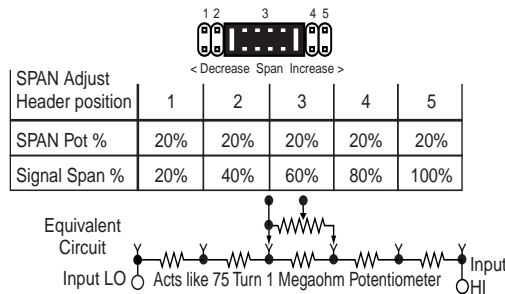 1 2 3 4 5
< Decrease Span Increase >
SPAN Adjust
Header position 1 2 3 4 5
SPAN Pot % 20% 20% 20% 20% 20%
Signal Span % 20% 40% 60% 80% 100%
Equivalent
Circuit
Input LO Acts like 75 Turn 1 Megaohm Potentiometer Input
HI